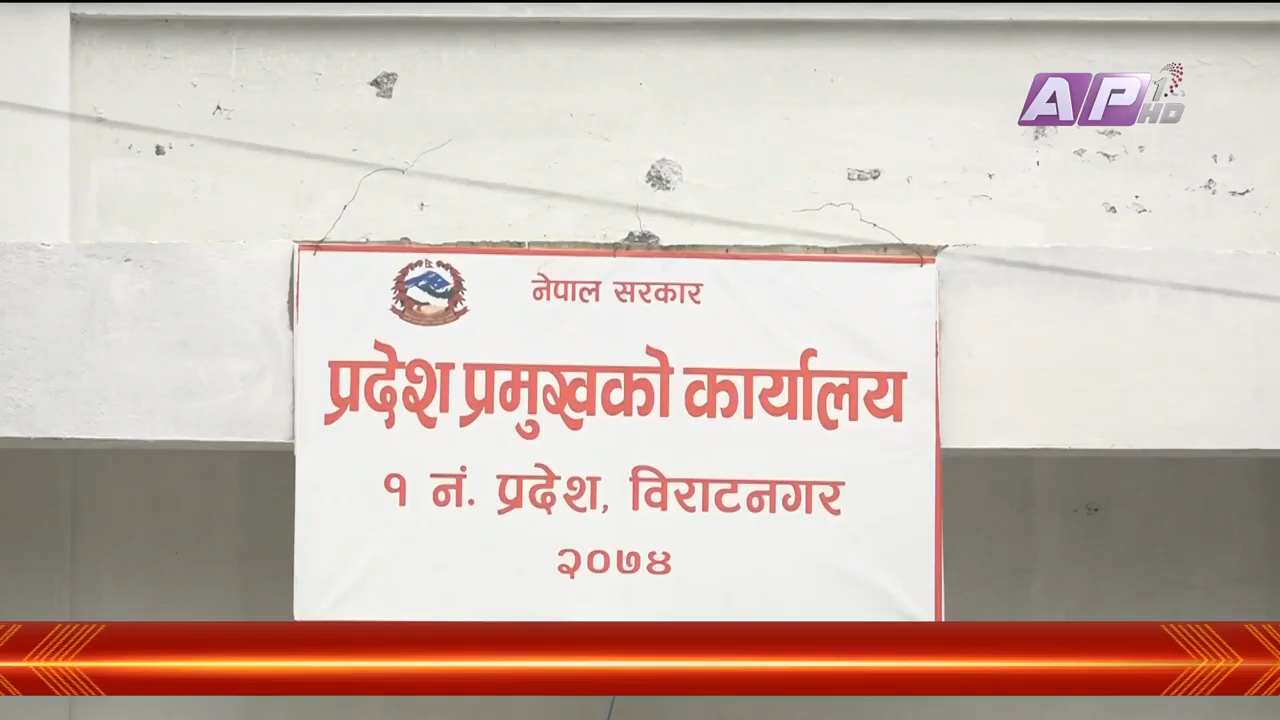 AP1 HD
नेपाल सरकार
प्रदेश प्रमुखको कार्यालय
१ नं. प्रदेश, विराटनगर
२०७४